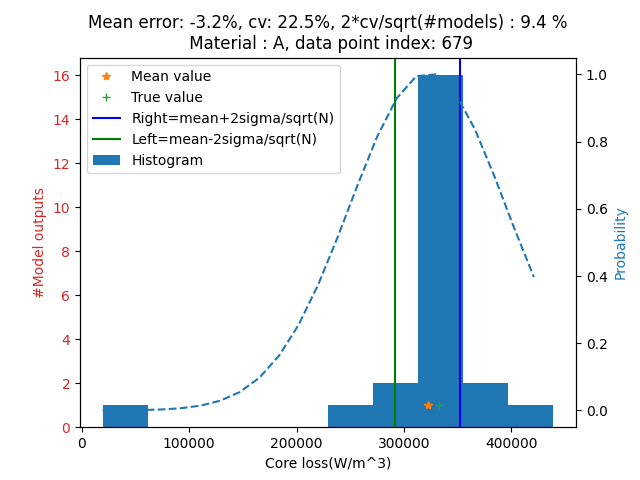 Mean error: -3.2%, cv: 22.5%, 2*cv/sqrt(#models) : 9.4 %
Material : A, data point index: 679
Mean value
True value
Right=mean+2sigma/sqrt(N)
Left=mean-2sigma/sqrt(N)
Histogram
#Model outputs
16
14
12
10
8
6
4
2
0
1.0
0.8
0.6
0.4
0.2
0.0
Probability
0
100000
200000
300000
400000
Core loss(W/m^3)